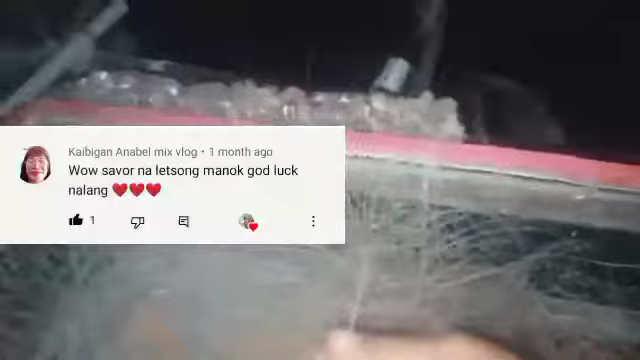 Kaibigan Anabel mix vlog • 1 month ago
Wow savor na letsong manok god luck
nalang ❤️❤️❤️
1